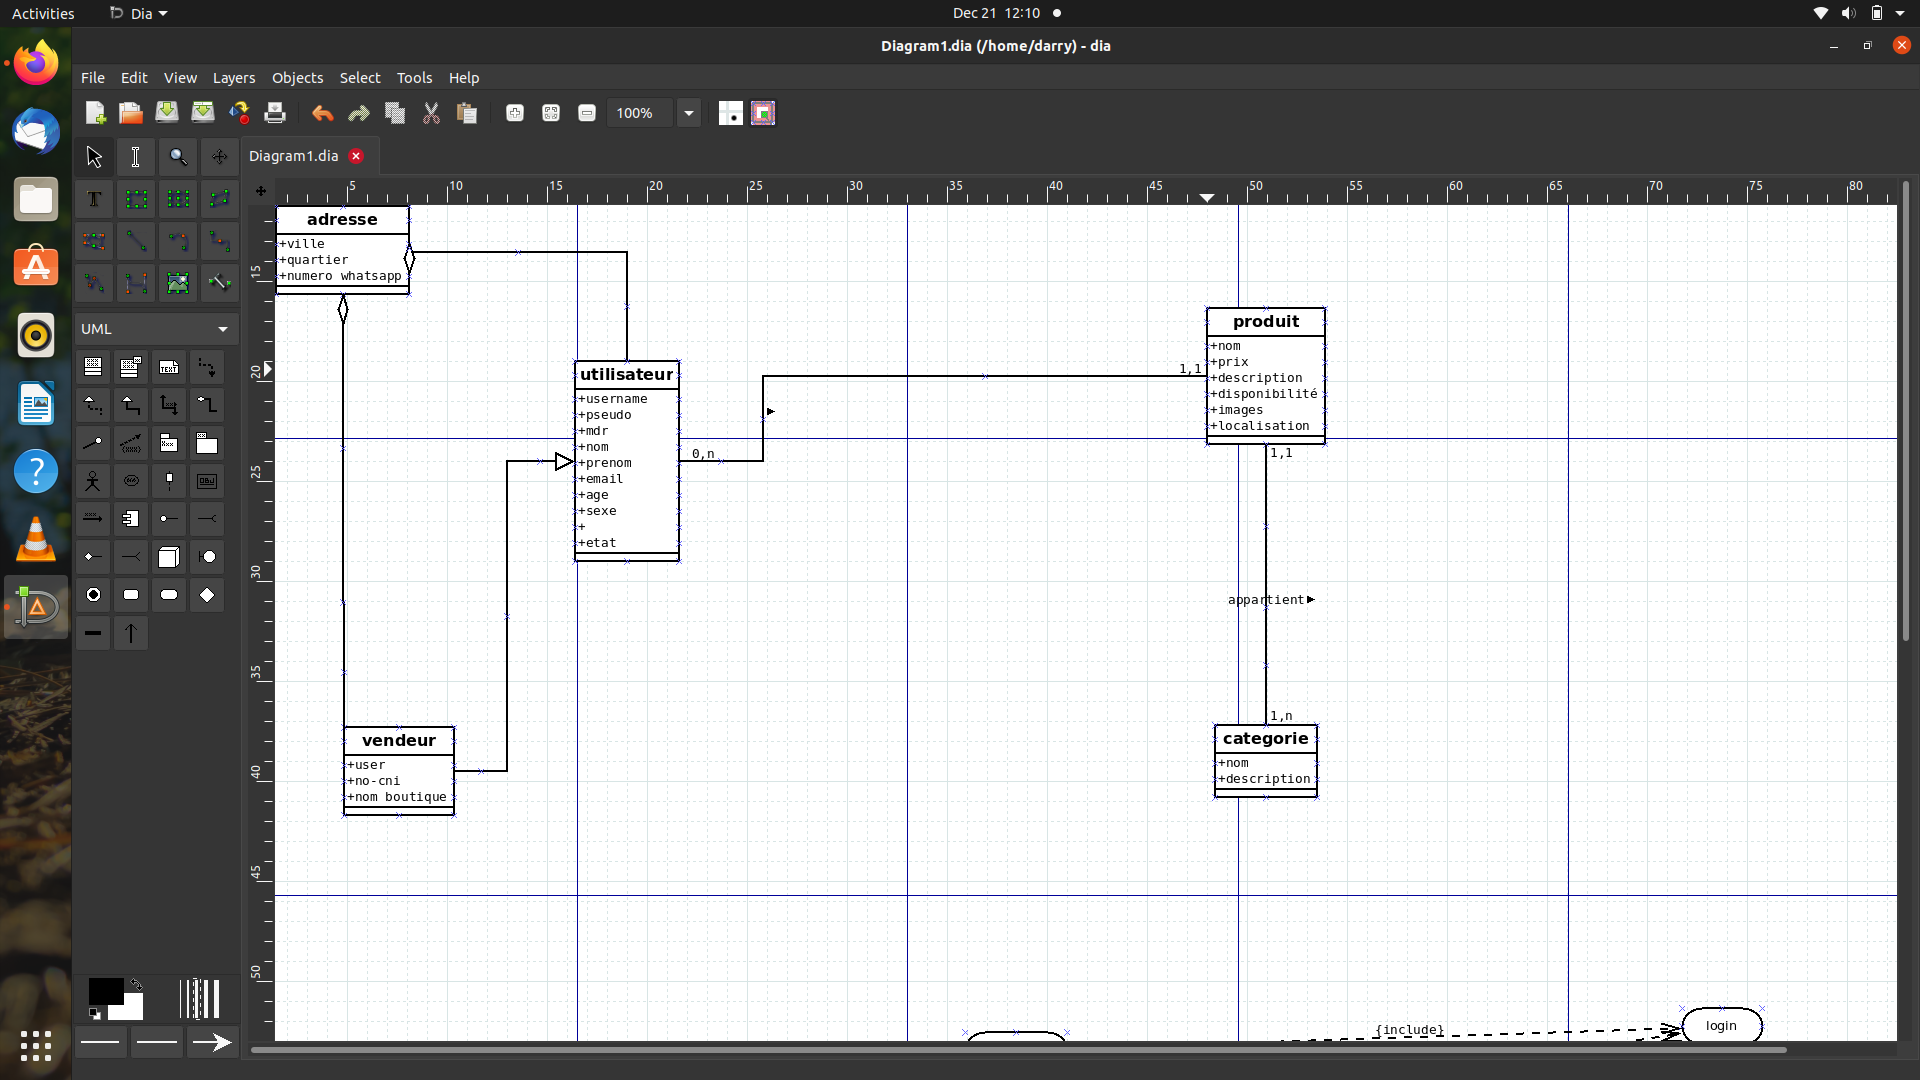 Activities
Dia
Dec 21 12:10
Diagram1.dia (/home/darry) - dia
File Edit View Layers Objects Select Tools Help
100%
Diagram1.dia
5 10 15 20 25 30 35 40 45 50 55 60 65 70 75 80
15
20
25
30
35
40
45
50
UML
adresse
+ville
+quartier
+numero whatsapp
utilisateur
+username
+pseudo
+mdr
+nom
+prenom
+email
+age
+sexe
+
+etat
0,n
1,1
produit
+nom
+prix
+description
+disponibilité
+images
+localisation
1,1
appartient
1,n
vendeur
+user
+no-cni
+nom boutique
categorie
+nom
+description
{include}
login